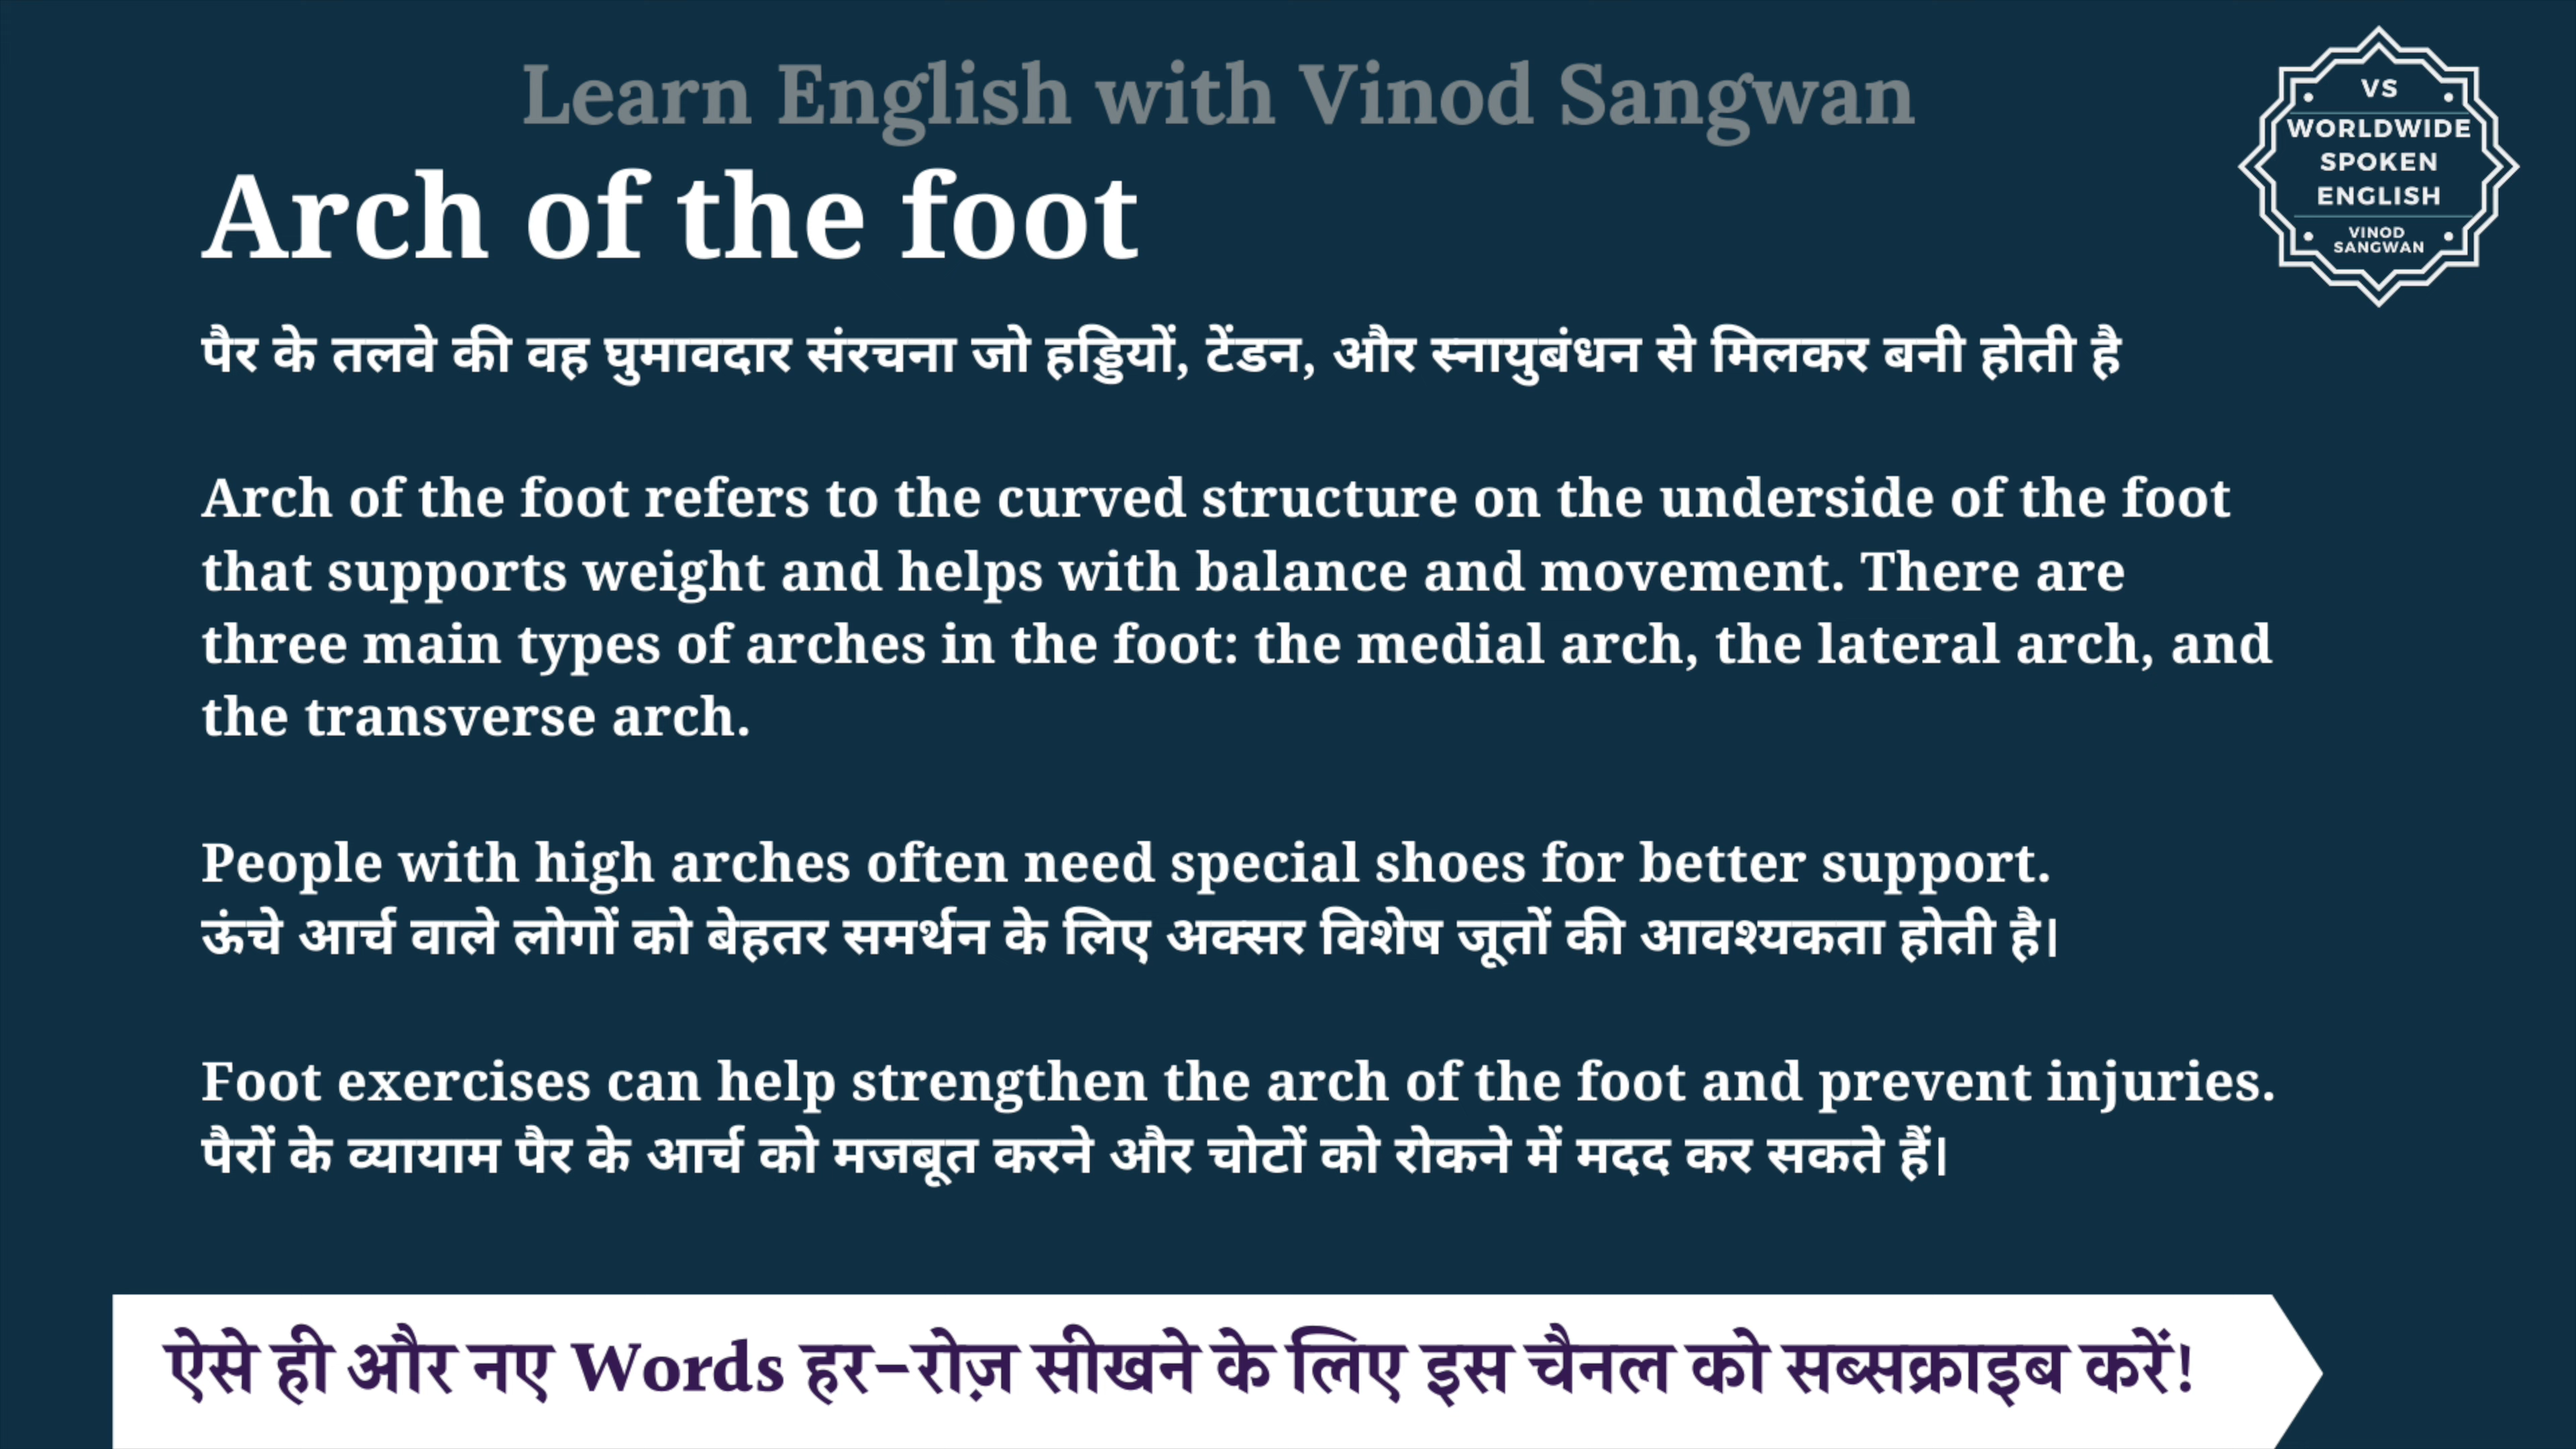 Learn English with Vinod Sangwan
VS
WORLDWIDE
SPOKEN
ENGLISH
VINOD
SANGWAN
Arch of the foot
पैर के तलवे की वह घुमावदार संरचना जो हड्डियों, टेंडन, और स्नायुबंधन से मिलकर बनी होती है
Arch of the foot refers to the curved structure on the underside of the foot
that supports weight and helps with balance and movement. There are
three main types of arches in the foot: the medial arch, the lateral arch, and
the transverse arch.
People with high arches often need special shoes for better support.
ऊंचे आर्च वाले लोगों को बेहतर समर्थन के लिए अक्सर विशेष जूतों की आवश्यकता होती है।
Foot exercises can help strengthen the arch of the foot and prevent injuries.
पैरों के व्यायाम पैर के आर्च को मजबूत करने और चोटों को रोकने में मदद कर सकते हैं।
ऐसे ही और नए Words हर-रोज़ सीखने के लिए इस चैनल को सब्सक्राइब करें!